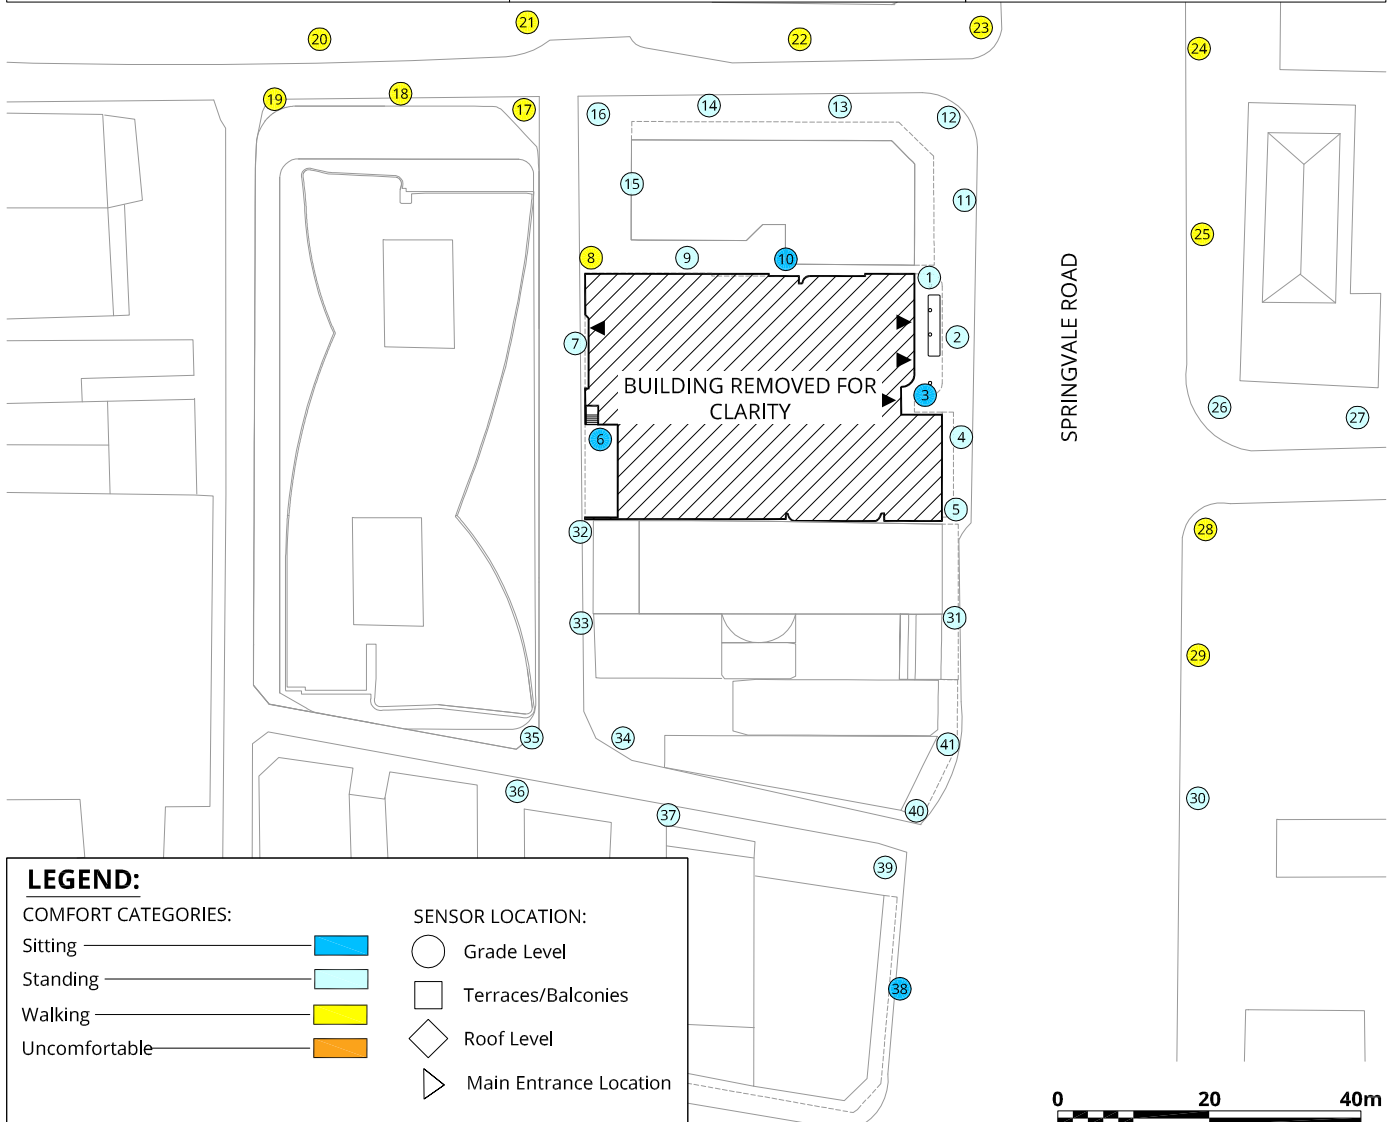 21
20
22
23
24
19
18
17
16
14
13
12
15
11
25
8
9
10
1
7
2
SPRINGVALE ROAD
BUILDING REMOVED FOR
CLARITY
3
26
27
6
4
5
32
28
33
31
29
35
34
41
36
37
40
30
39
38
LEGEND:
COMFORT CATEGORIES:
Sitting
Standing
Walking
Uncomfortable
SENSOR LOCATION:
Grade Level
Terraces/Balconies
Roof Level
Main Entrance Location
0 20 40m